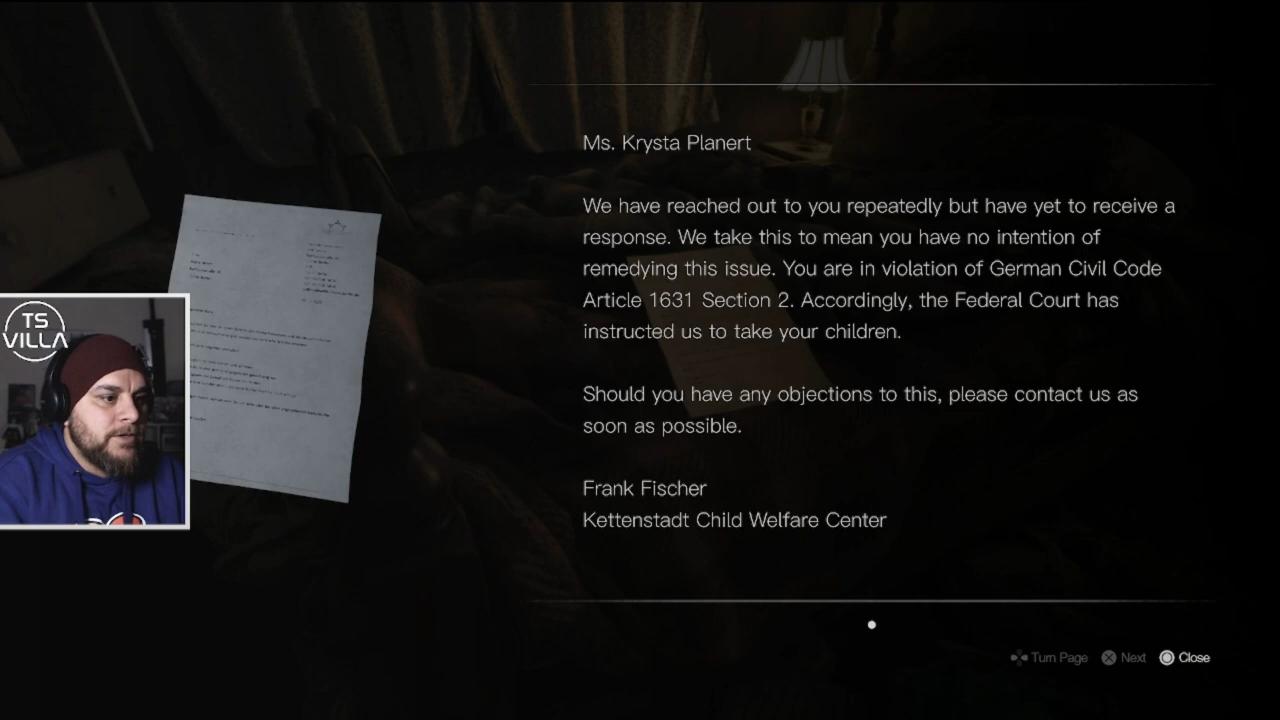 TS
VILLA
Ms. Krysta Planert
We have reached out to you repeatedly but have yet to receive a
response. We take this to mean you have no intention of
remedying this issue. You are in violation of German Civil Code
Article 1631 Section 2. Accordingly, the Federal Court has
instructed us to take your children.
Should you have any objections to this, please contact us as
soon as possible.
Frank Fischer
Kettenstadt Child Welfare Center
Turn Page Next Close